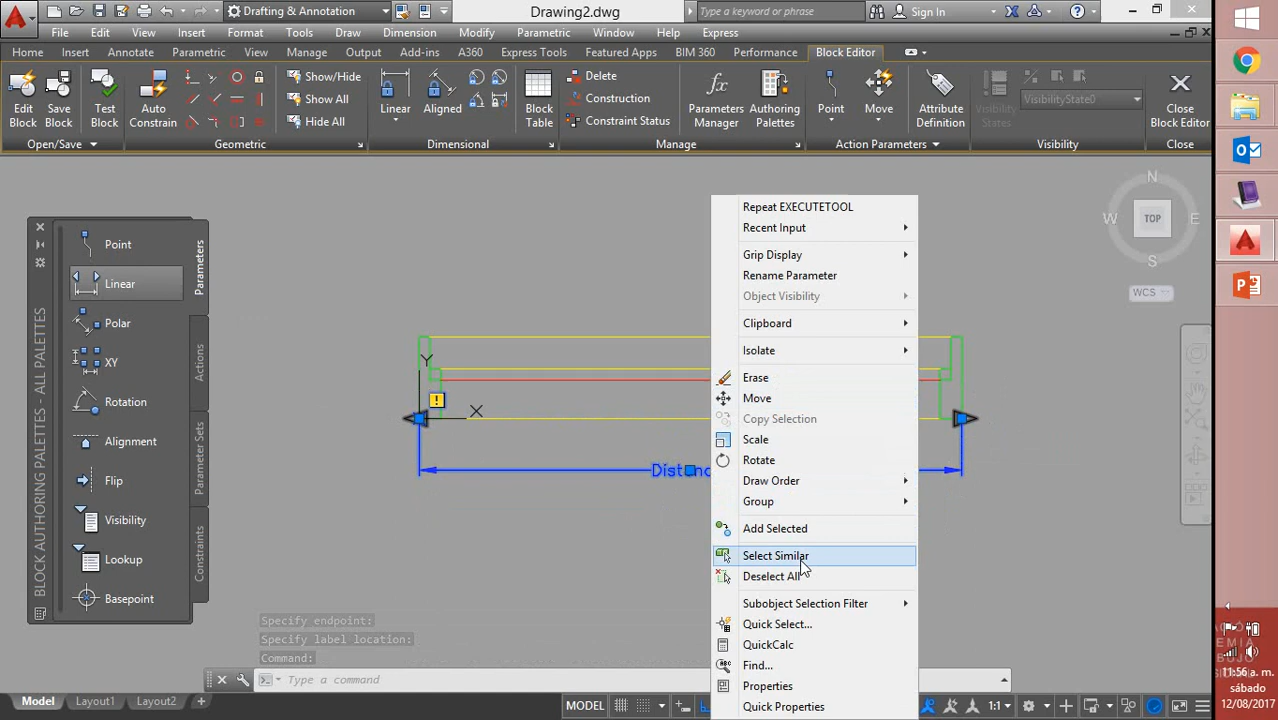 Drafting & Annotation
Drawing2.dwg
Type a keyword or phrase
Sign In
File Edit View Insert Format Tools Draw Dimension Modify Parametric Window Help Express
Home Insert Annotate Parametric View Manage Output Add-ins A360 Express Tools Featured Apps BIM 360 Performance Block Editor
Edit Block
Save Block
Test Block
Auto Constrain
Show/Hide
Show All
Hide All
Linear
Aligned
Block Table
Delete
Construction
Constraint Status
fx
Parameters Manager
Authoring Palettes
Point
Move
Attribute Definition
Visibility States
VisibilityState0
Close Block Editor
Open/Save
Geometric
Dimensional
Manage
Action Parameters
Visibility
Close
BLOCK AUTHORING PALETTES - ALL PALETTES
Point
Linear
Polar
XY
Rotation
Alignment
Flip
Visibility
Lookup
Basepoint
Parameters
Actions
Parameter Sets
Constraints
Y
X
!
Repeat EXECUTETOOL
Recent Input
Grip Display
Rename Parameter
Object Visibility
Clipboard
Isolate
Erase
Move
Copy Selection
Scale
Rotate
Draw Order
Group
Add Selected
Select Similar
Deselect All
Subobject Selection Filter
Quick Select...
QuickCalc
Find...
Properties
Quick Properties
N
W TOP E
S
WCS
Specify endpoint:
Specify label location:
Command:
Type a command
Model Layout1 Layout2 +
MODEL
1:1
11:56 a. m.
sábado
12/08/2017